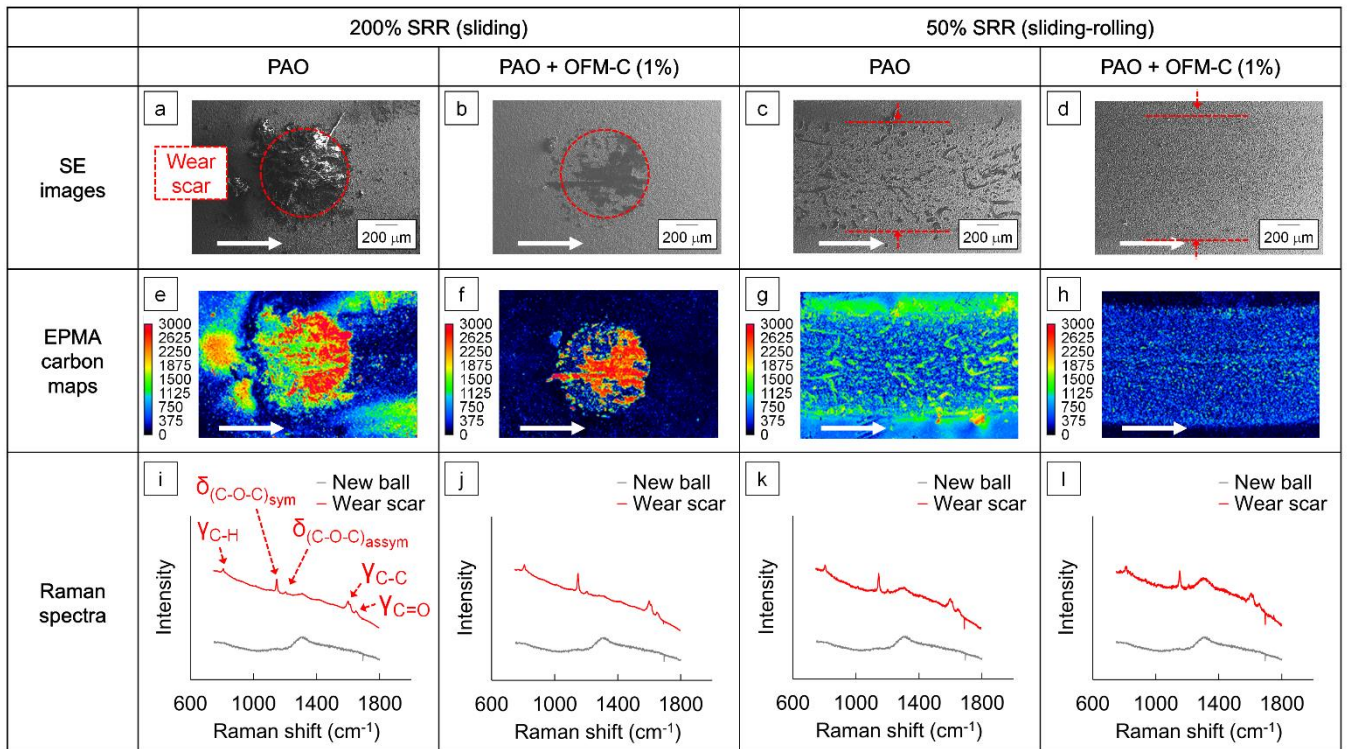 200% SRR (sliding)
50% SRR (sliding-rolling)
PAO
PAO + OFM-C (1%)
PAO
PAO + OFM-C (1%)
SE
images
a
Wear
scar
200 μm
b
200 μm
c
200 μm
d
200 μm
EPMA
carbon
maps
e
3000
2625
2250
1875
1500
1125
750
375
0
f
3000
2625
2250
1875
1500
1125
750
375
0
g
3000
2625
2250
1875
1500
1125
750
375
0
h
3000
2625
2250
1875
1500
1125
750
375
0
Raman
spectra
i
New ball
Wear scar
δ(C-O-C)sym
γC-H
δ(C-O-C)assym
γC-C
γC=O
Intensity
600 1000 1400 1800
Raman shift (cm⁻¹)
j
New ball
Wear scar
Intensity
600 1000 1400 1800
Raman shift (cm⁻¹)
k
New ball
Wear scar
Intensity
600 1000 1400 1800
Raman shift (cm⁻¹)
l
New ball
Wear scar
Intensity
600 1000 1400 1800
Raman shift (cm⁻¹)